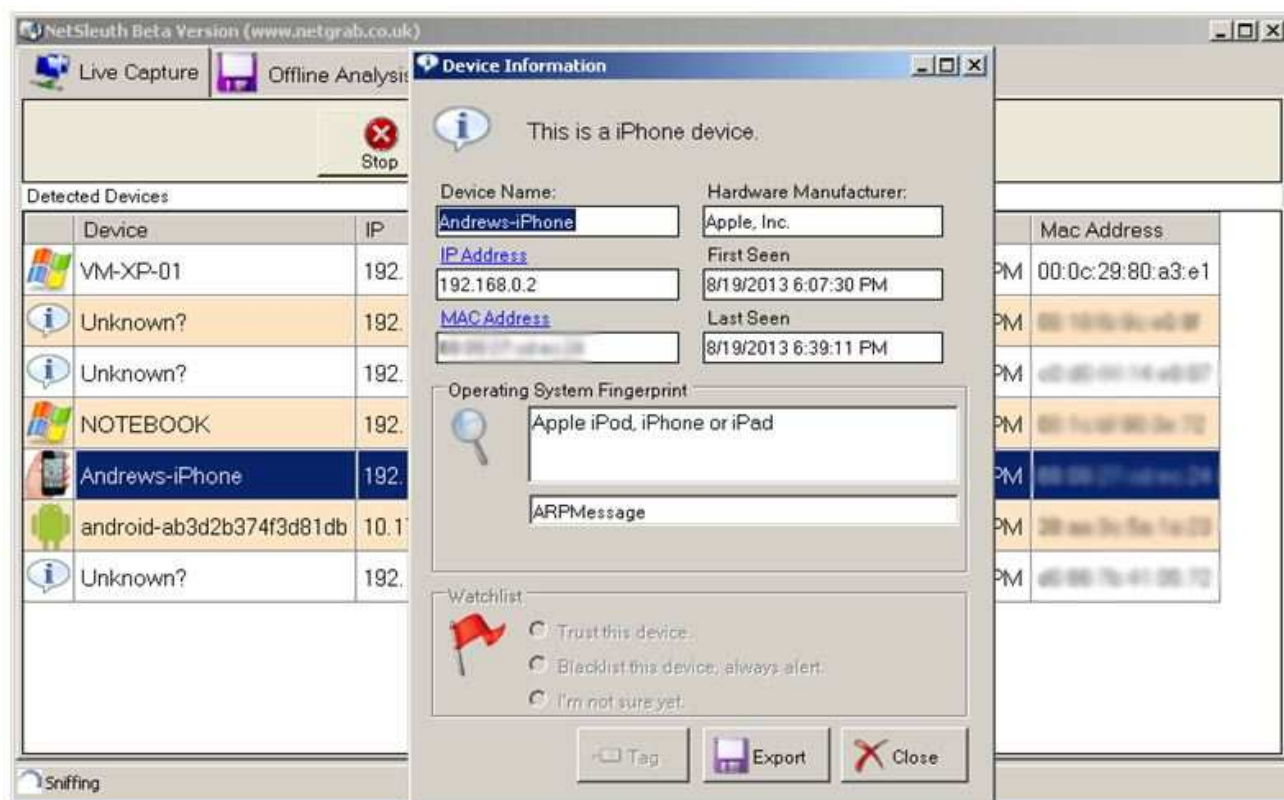 NetSleuth Beta Version (www.netgrab.co.uk)
Live Capture
Offline Analysis
Stop
Detected Devices
Device
IP
Mac Address
VM-XP-01
192.
PM
00:0c:29:80:a3:e1
Unknown?
192.
PM
Unknown?
192.
PM
NOTEBOOK
192.
PM
Andrews-iPhone
192.
PM
android-ab3d2b374f3d81db
10.1
PM
Unknown?
192.
PM
Sniffing
Device Information
This is a iPhone device.
Device Name:
Hardware Manufacturer:
Andrews-iPhone
Apple, Inc.
IP Address
First Seen
192.168.0.2
8/19/2013 6:07:30 PM
MAC Address
Last Seen
8/19/2013 6:39:11 PM
Operating System Fingerprint
Apple iPod, iPhone or iPad
ARPMessage
Watchlist
Trust this device.
Blacklist this device, always alert.
I'm not sure yet.
Tag
Export
Close